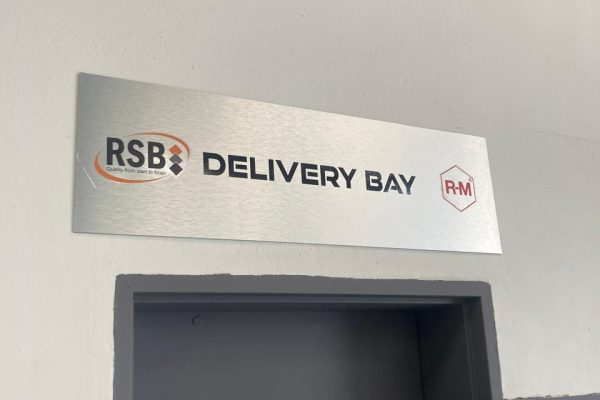 RSB
Quality from start to finish
DELIVERY BAY
R-M